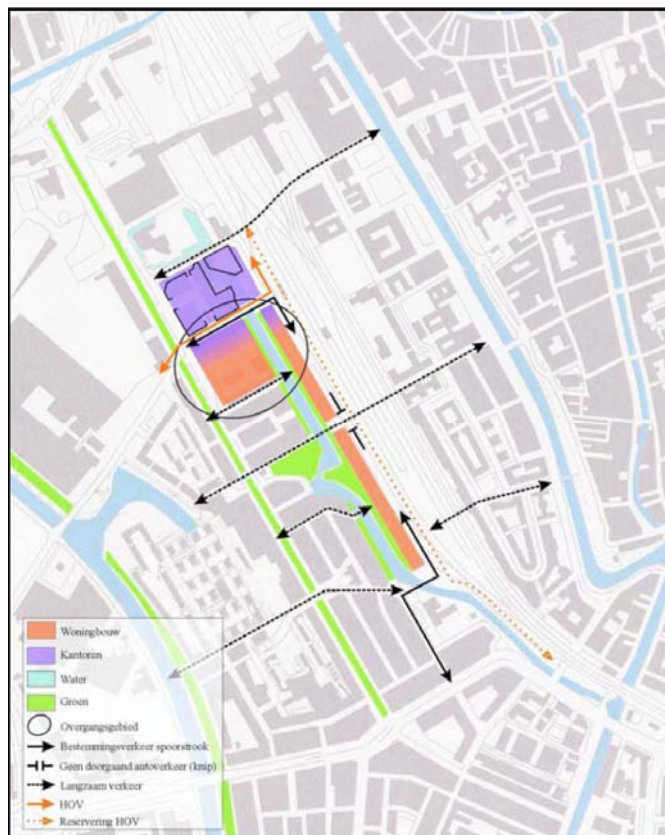 Woningbouw
Kantoren
Water
Groen
Overgangsgebied
Bestemmingsverkeer spoorstrook
Geen doorgaand autoverkeer (knip)
Langzaam verkeer
HOV
Reservering HOV